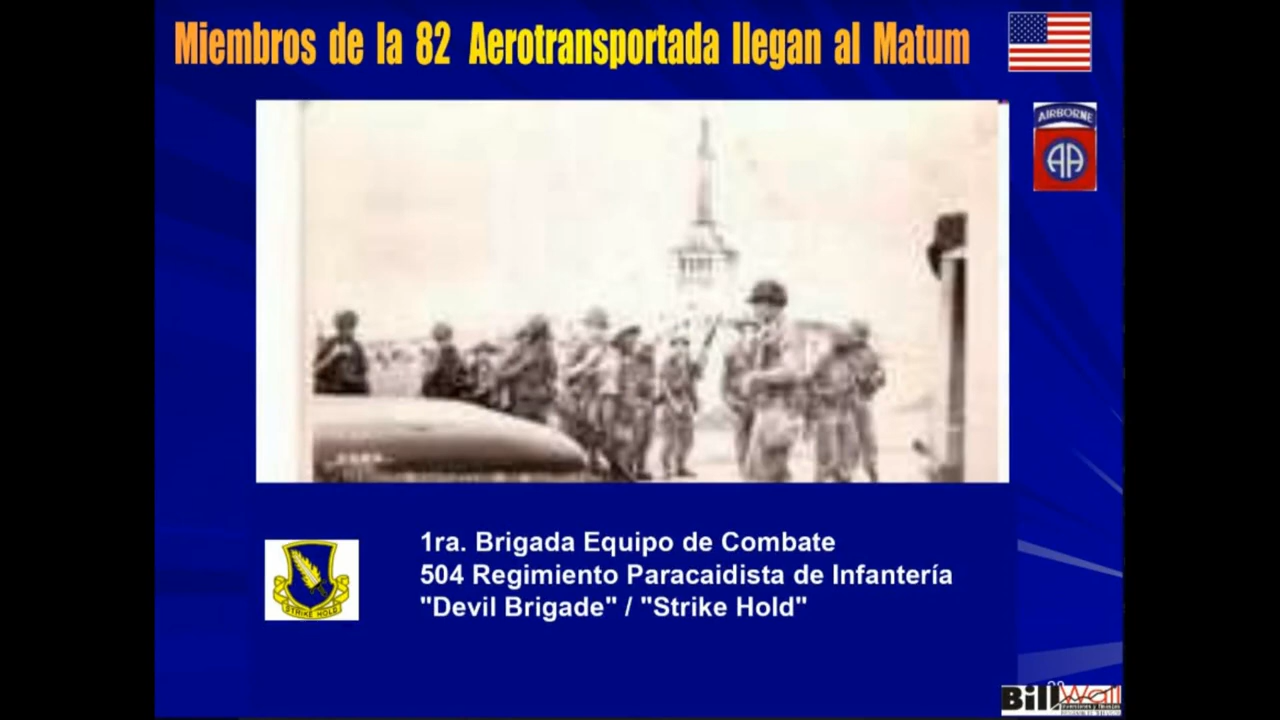 Miembros de la 82 Aerotransportada llegan al Matum
AIRBORNE
AA
1ra. Brigada Equipo de Combate
504 Regimiento Paracaidista de Infantería
"Devil Brigade" / "Strike Hold"
STRIKE HOLD
BillWall